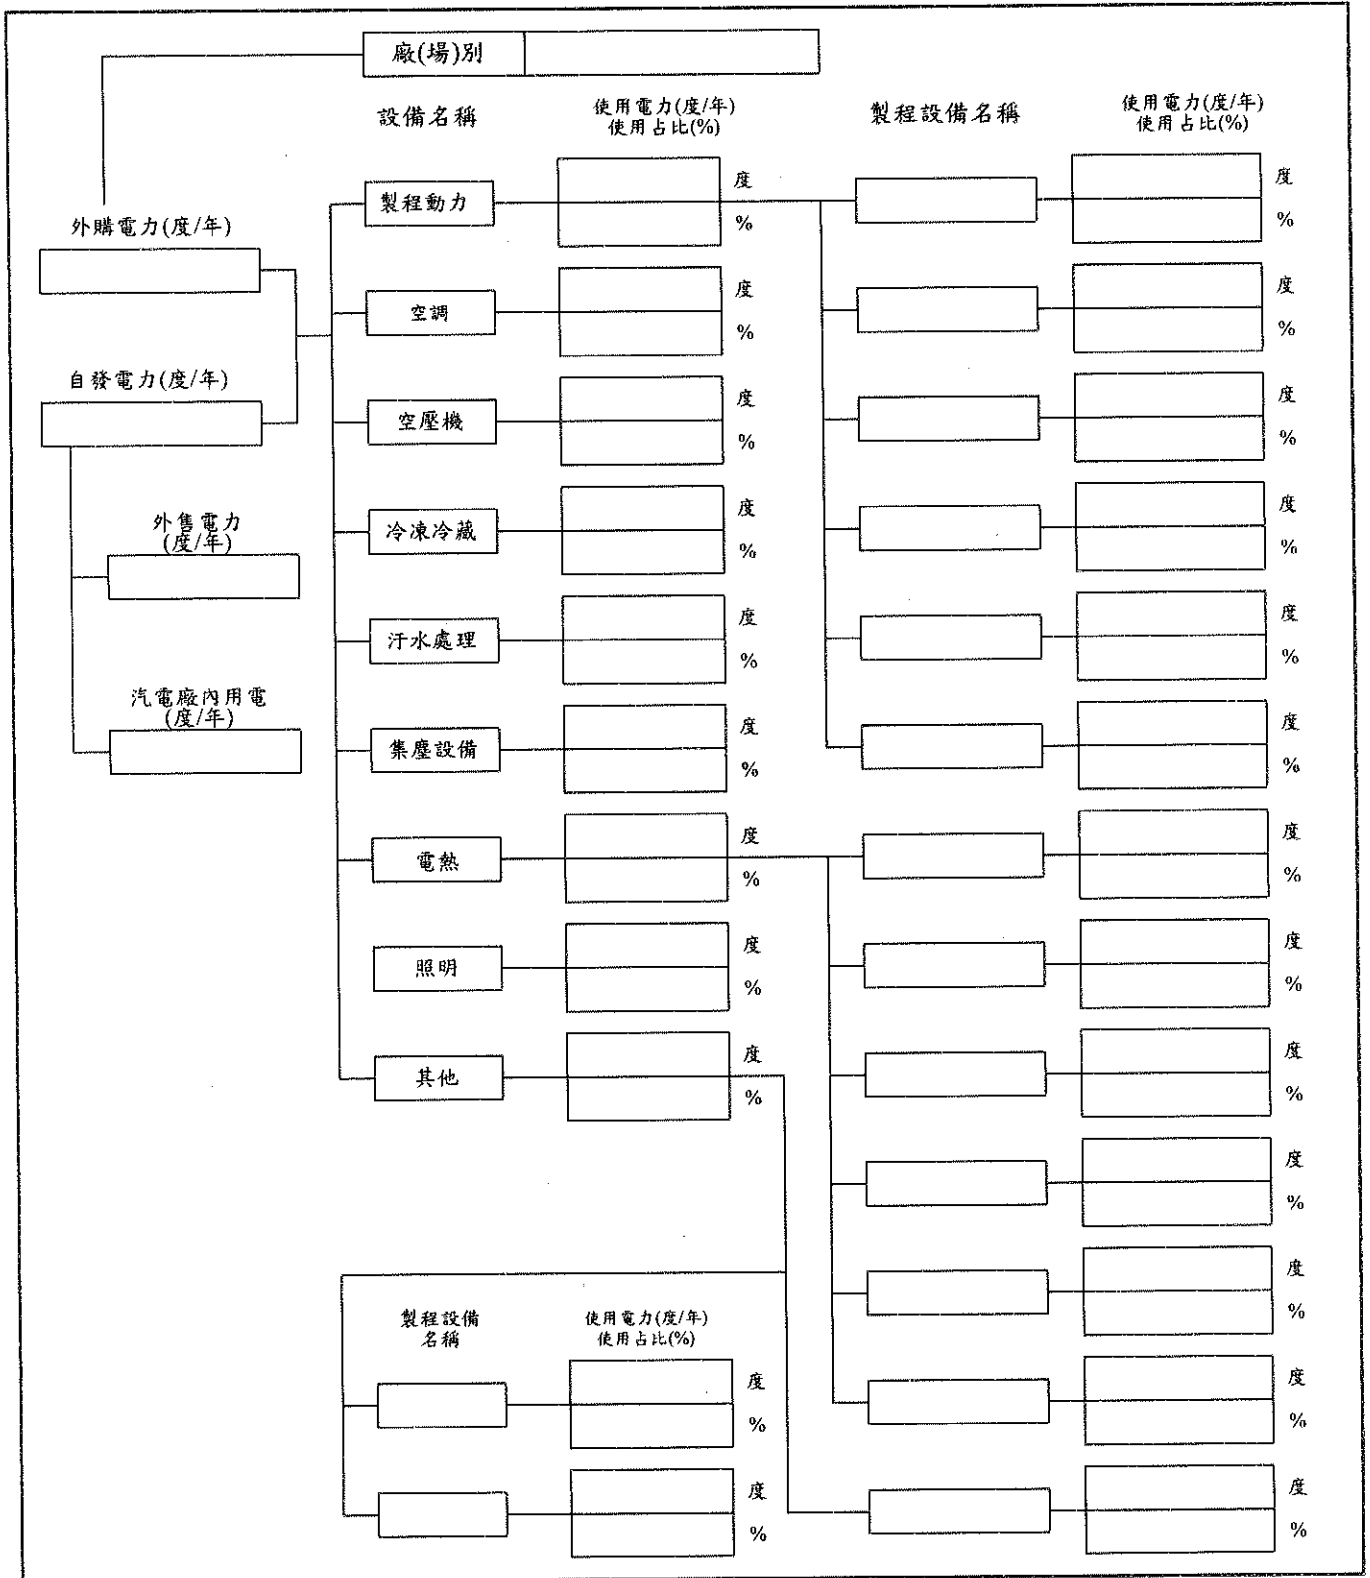 廠(場)別
設備名稱
使用電力(度/年)
使用占比(%)
製程設備名稱
使用電力(度/年)
使用占比(%)
外購電力(度/年)
自發電力(度/年)
外售電力
(度/年)
汽電廠內用電
(度/年)
製程動力
度
%
度
%
空調
度
%
度
%
空壓機
度
%
度
%
冷凍冷藏
度
%
度
%
汙水處理
度
%
度
%
集塵設備
度
%
度
%
電熱
度
%
度
%
照明
度
%
度
%
其他
度
%
度
%
度
%
度
%
製程設備
名稱
使用電力(度/年)
使用占比(%)
度
%
度
%
度
%
度
%